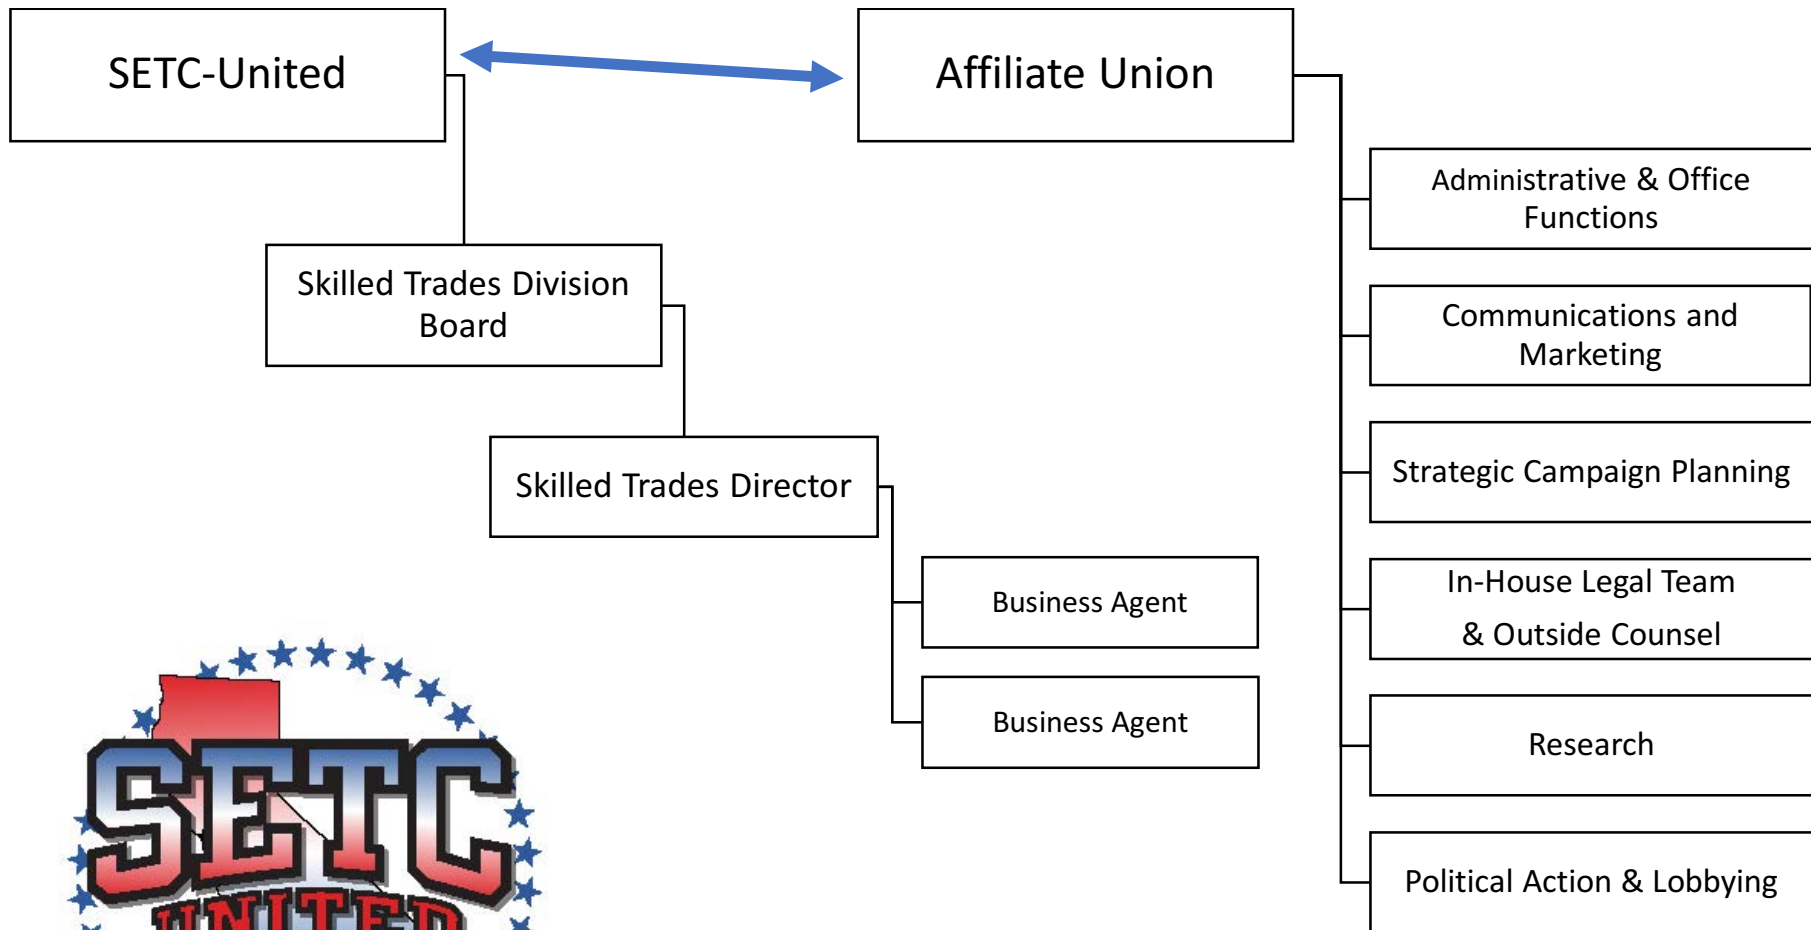 SETC-United
Affiliate Union
Administrative & Office
Functions
Skilled Trades Division
Board
Communications and
Marketing
Skilled Trades Director
Strategic Campaign Planning
Business Agent
In-House Legal Team
& Outside Counsel
Business Agent
Research
Political Action & Lobbying
SETC
UNITED